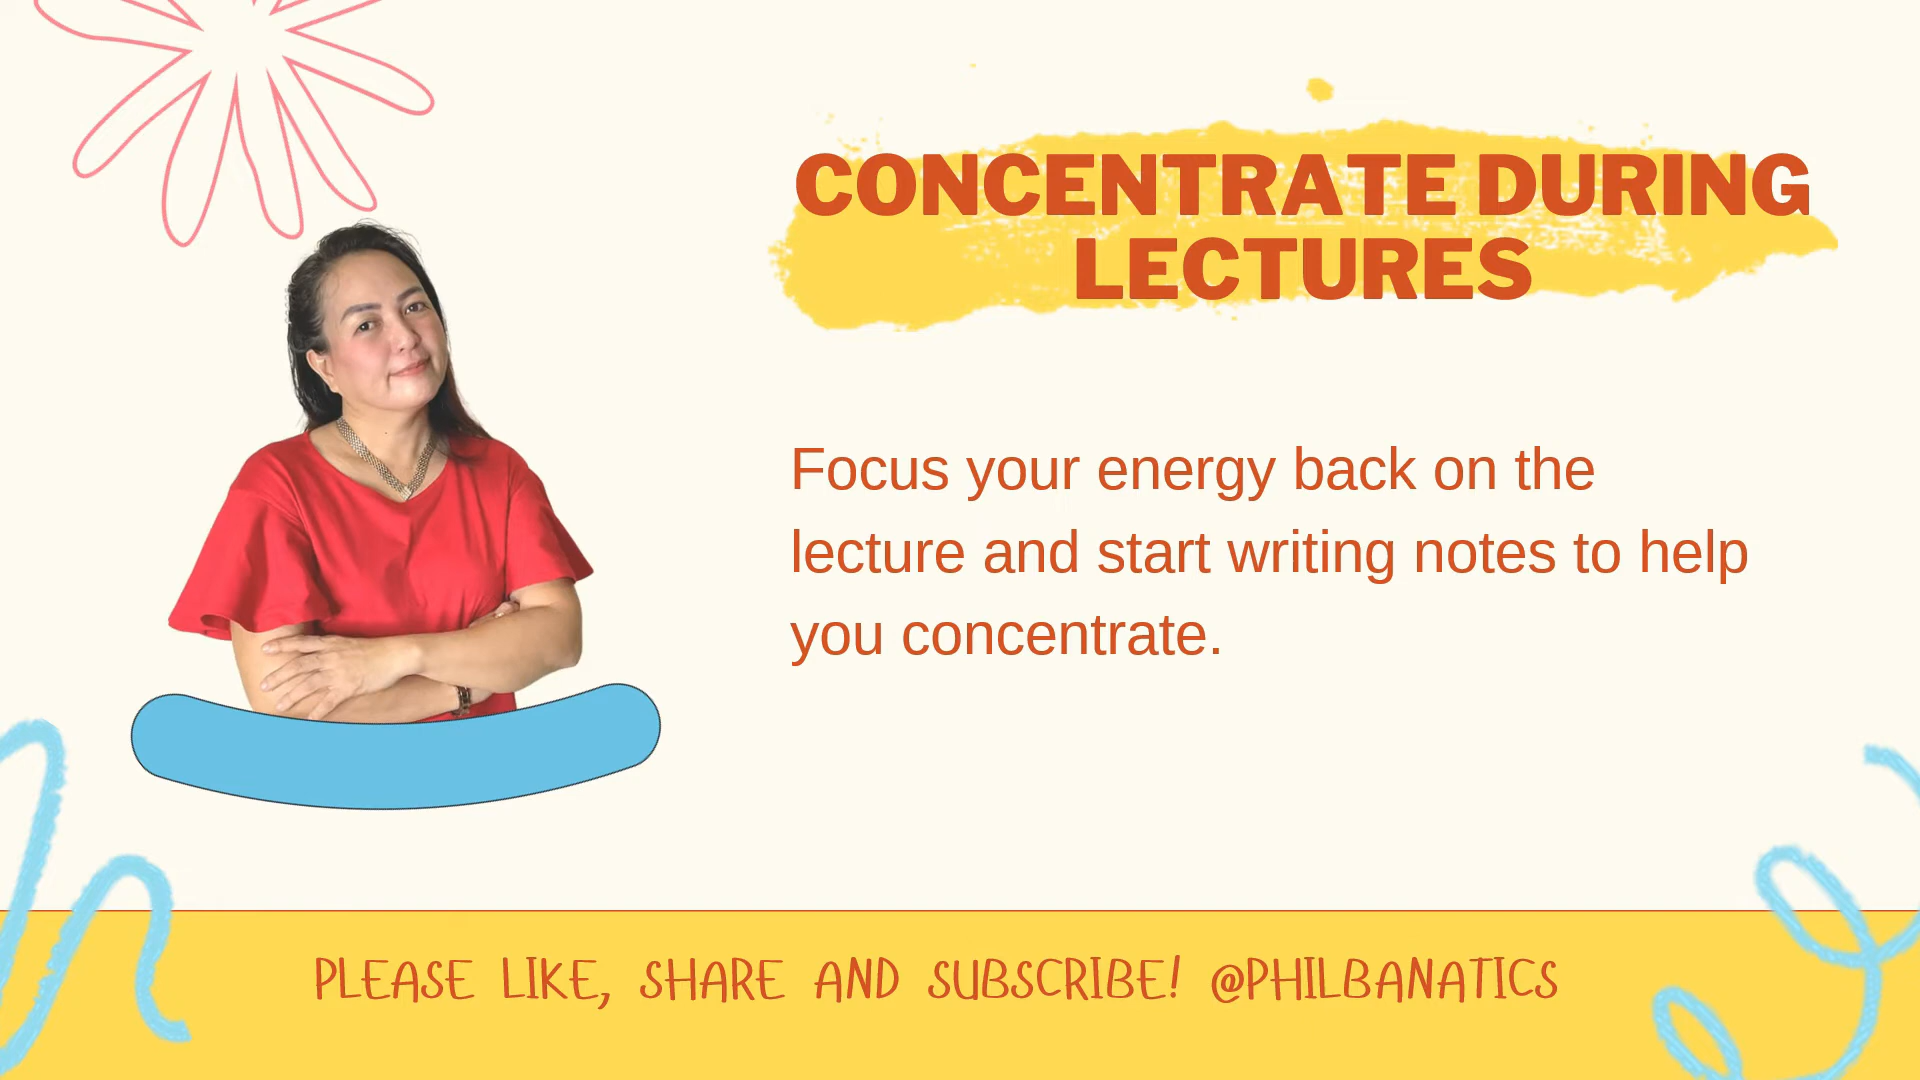 CONCENTRATE DURING
LECTURES
Focus your energy back on the
lecture and start writing notes to help
you concentrate.
PLEASE LIKE, SHARE AND SUBSCRIBE! @PHILBANATICS